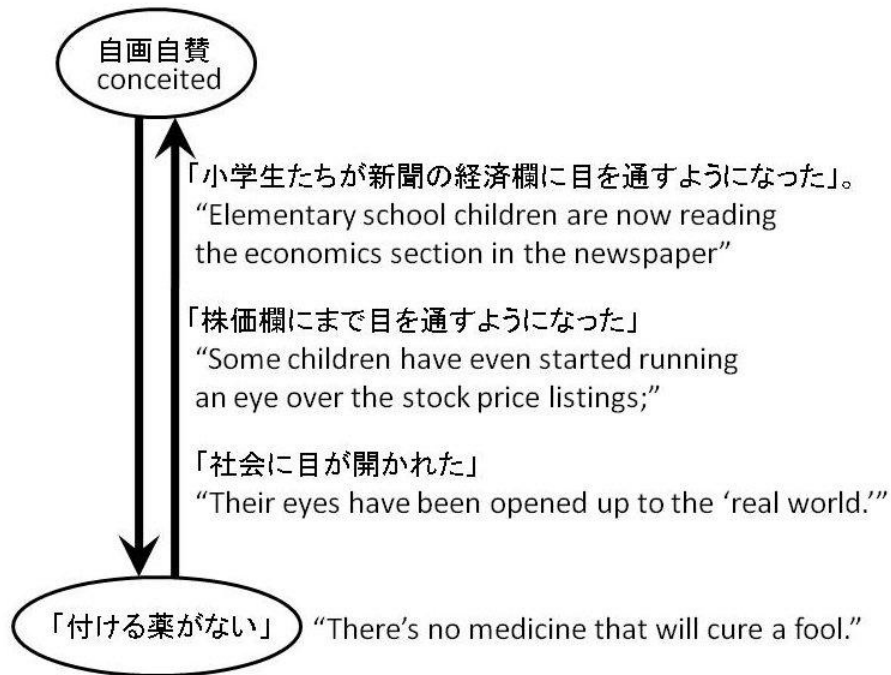 自画自賛
conceited
「小学生たちが新聞の経済欄に目を通すようになった」。
“Elementary school children are now reading
the economics section in the newspaper”
「株価欄にまで目を通すようになった」
“Some children have even started running
an eye over the stock price listings;”
「社会に目が開かれた」
“Their eyes have been opened up to the ‘real world.’”
「付ける薬がない」 “There’s no medicine that will cure a fool.”